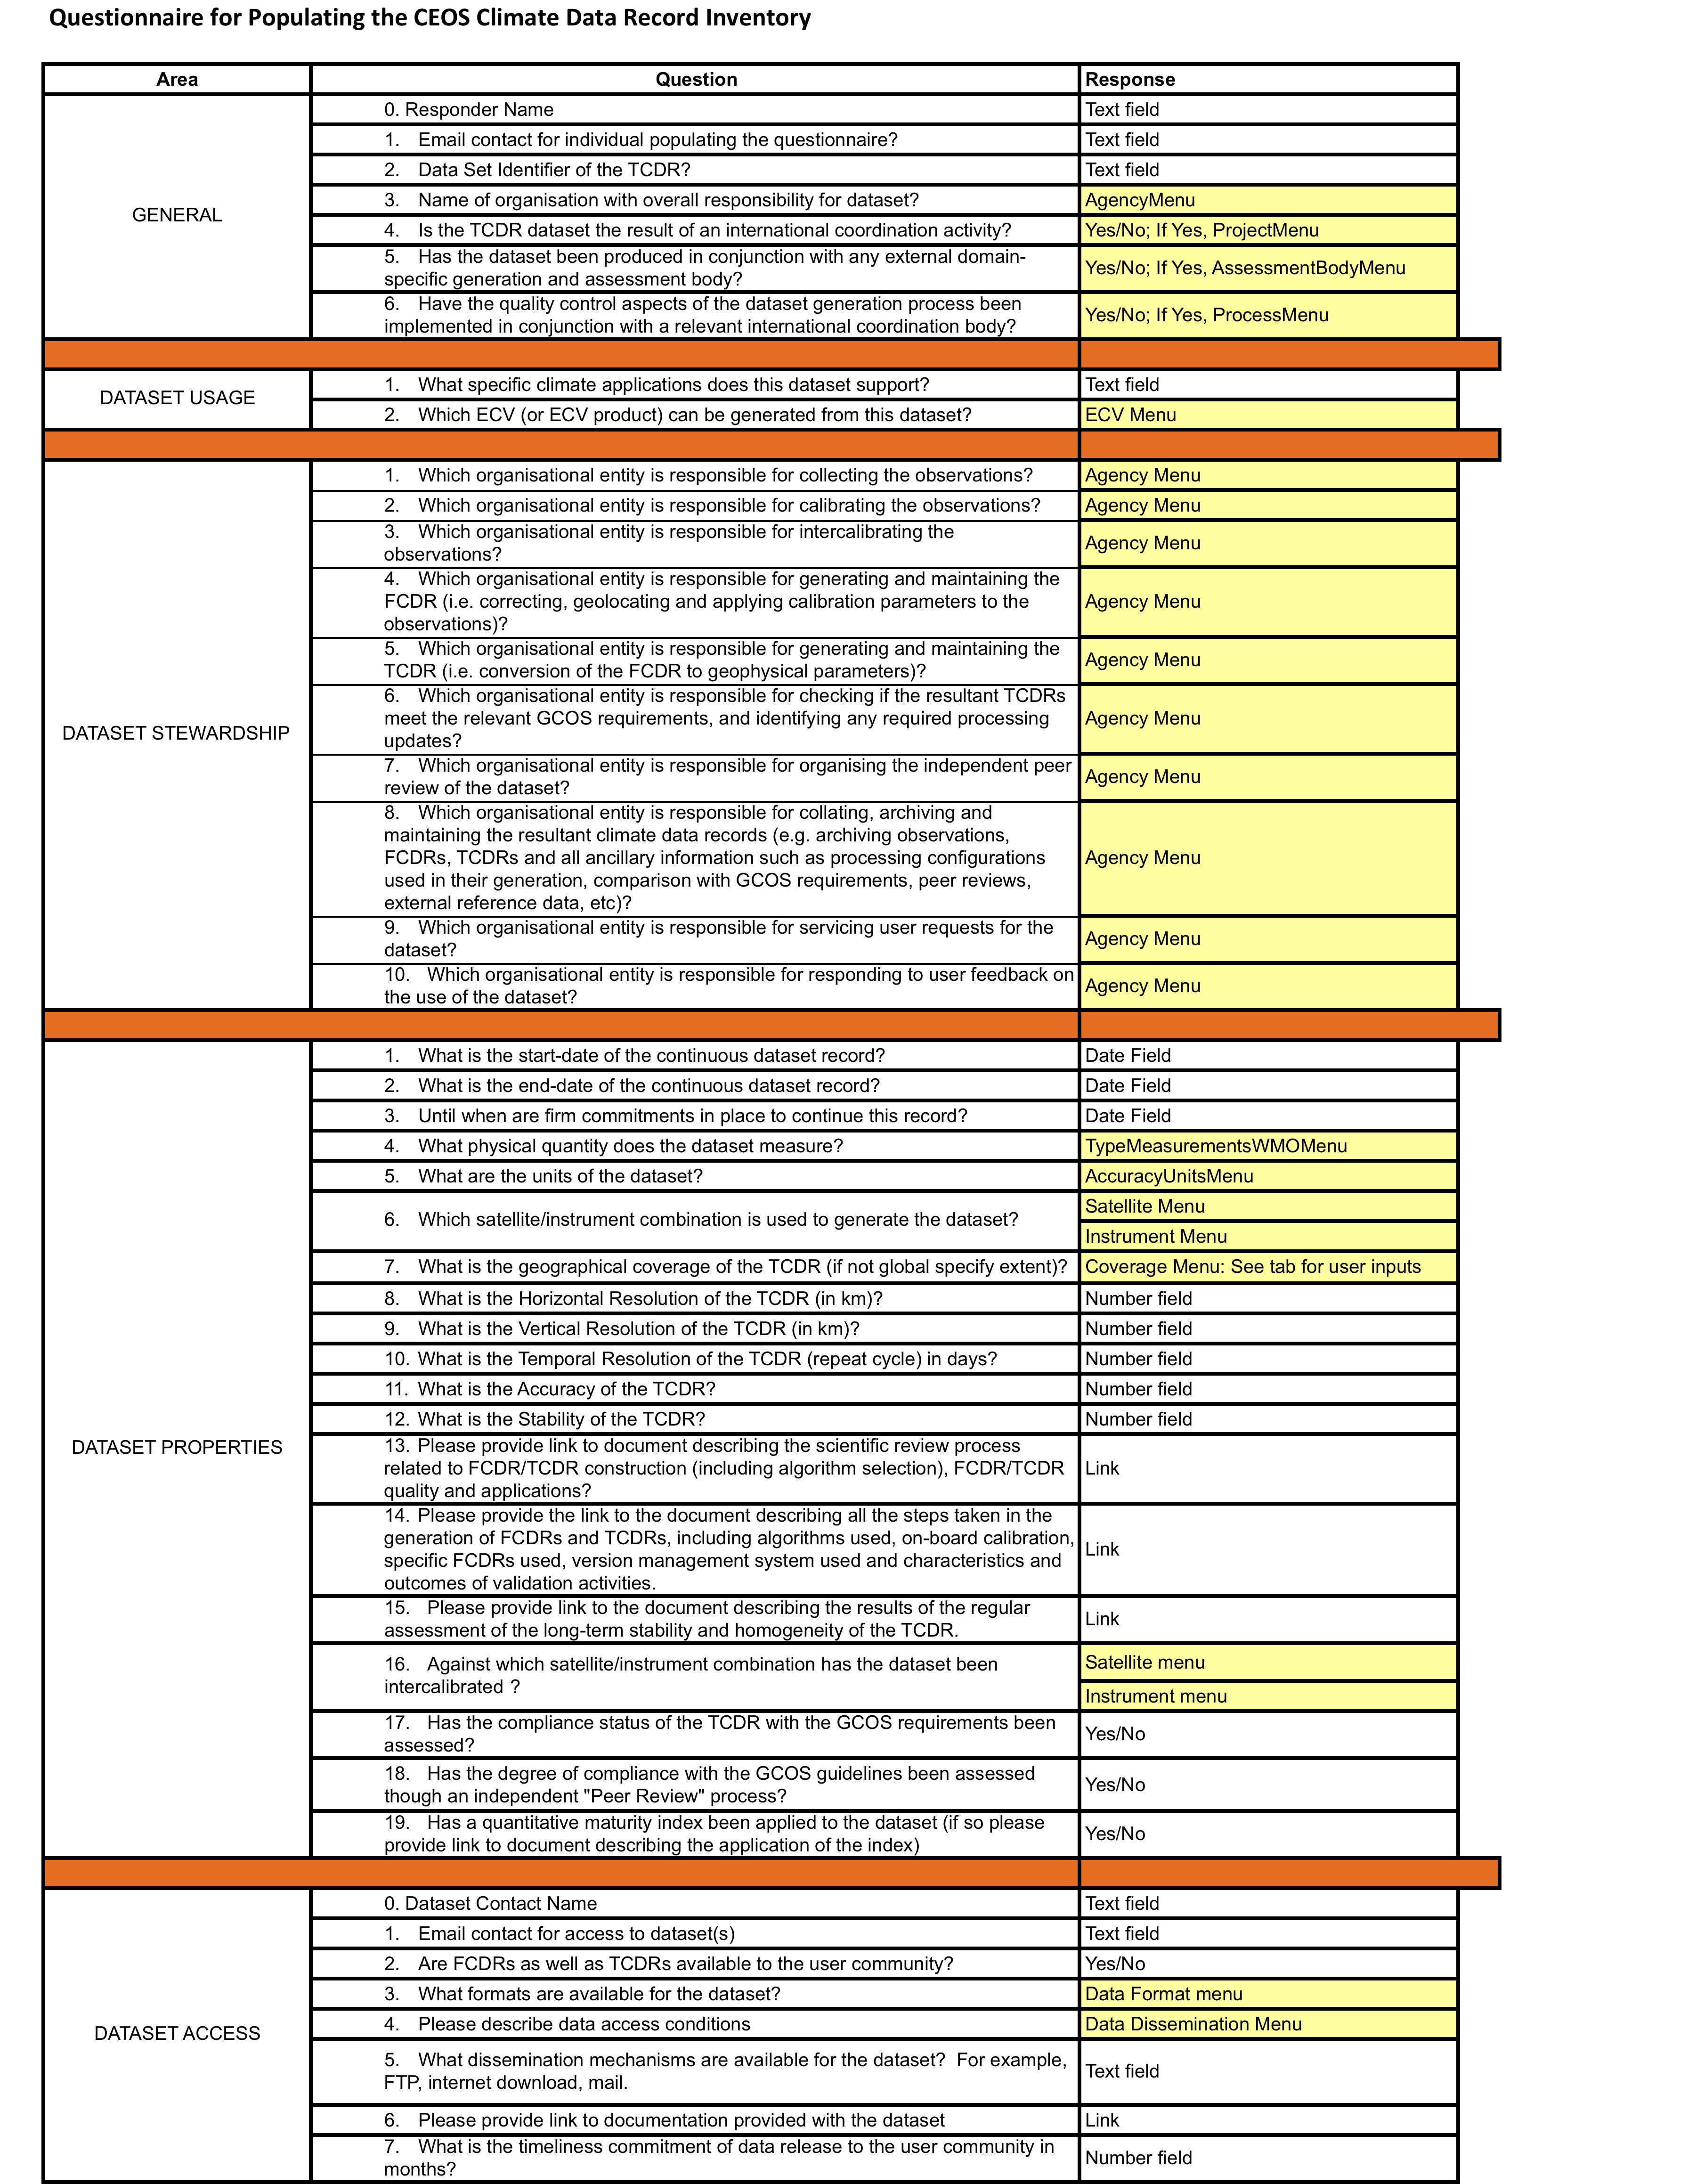 Questionnaire for Populating the CEOS Climate Data Record Inventory
Area Question Response
GENERAL
0. Responder Name Text field
1. Email contact for individual populating the questionnaire? Text field
2. Data Set Identifier of the TCDR? Text field
3. Name of organisation with overall responsibility for dataset? AgencyMenu
4. Is the TCDR dataset the result of an international coordination activity? Yes/No; If Yes, ProjectMenu
5. Has the dataset been produced in conjunction with any external domain-
specific generation and assessment body?
Yes/No; If Yes, AssessmentBodyMenu
6. Have the quality control aspects of the dataset generation process been
implemented in conjunction with a relevant international coordination body?
Yes/No; If Yes, ProcessMenu
DATASET USAGE
1. What specific climate applications does this dataset support? Text field
2. Which ECV (or ECV product) can be generated from this dataset? ECV Menu
DATASET STEWARDSHIP
1. Which organisational entity is responsible for collecting the observations? Agency Menu
2. Which organisational entity is responsible for calibrating the observations? Agency Menu
3. Which organisational entity is responsible for intercalibrating the
observations?
Agency Menu
4. Which organisational entity is responsible for generating and maintaining the
FCDR (i.e. correcting, geolocating and applying calibration parameters to the
observations)?
Agency Menu
5. Which organisational entity is responsible for generating and maintaining the
TCDR (i.e. conversion of the FCDR to geophysical parameters)?
Agency Menu
6. Which organisational entity is responsible for checking if the resultant TCDRs
meet the relevant GCOS requirements, and identifying any required processing
updates?
Agency Menu
7. Which organisational entity is responsible for organising the independent peer
review of the dataset?
Agency Menu
8. Which organisational entity is responsible for collating, archiving and
maintaining the resultant climate data records (e.g. archiving observations,
FCDRs, TCDRs and all ancillary information such as processing configurations
used in their generation, comparison with GCOS requirements, peer reviews,
external reference data, etc)?
Agency Menu
9. Which organisational entity is responsible for servicing user requests for the
dataset?
Agency Menu
10. Which organisational entity is responsible for responding to user feedback on
the use of the dataset?
Agency Menu
DATASET PROPERTIES
1. What is the start-date of the continuous dataset record? Date Field
2. What is the end-date of the continuous dataset record? Date Field
3. Until when are firm commitments in place to continue this record? Date Field
4. What physical quantity does the dataset measure? TypeMeasurementsWMOMenu
5. What are the units of the dataset? AccuracyUnitsMenu
6. Which satellite/instrument combination is used to generate the dataset?
Satellite Menu
Instrument Menu
7. What is the geographical coverage of the TCDR (if not global specify extent)? Coverage Menu: See tab for user inputs
8. What is the Horizontal Resolution of the TCDR (in km)? Number field
9. What is the Vertical Resolution of the TCDR (in km)? Number field
10. What is the Temporal Resolution of the TCDR (repeat cycle) in days? Number field
11. What is the Accuracy of the TCDR? Number field
12. What is the Stability of the TCDR? Number field
13. Please provide link to document describing the scientific review process
related to FCDR/TCDR construction (including algorithm selection), FCDR/TCDR
quality and applications?
Link
14. Please provide the link to the document describing all the steps taken in the
generation of FCDRs and TCDRs, including algorithms used, on-board calibration,
specific FCDRs used, version management system used and characteristics and
outcomes of validation activities.
Link
15. Please provide link to the document describing the results of the regular
assessment of the long-term stability and homogeneity of the TCDR.
Link
16. Against which satellite/instrument combination has the dataset been
intercalibrated ?
Satellite menu
Instrument menu
17. Has the compliance status of the TCDR with the GCOS requirements been
assessed?
Yes/No
18. Has the degree of compliance with the GCOS guidelines been assessed
though an independent "Peer Review" process?
Yes/No
19. Has a quantitative maturity index been applied to the dataset (if so please
provide link to document describing the application of the index)
Yes/No
DATASET ACCESS
0. Dataset Contact Name Text field
1. Email contact for access to dataset(s) Text field
2. Are FCDRs as well as TCDRs available to the user community? Yes/No
3. What formats are available for the dataset? Data Format menu
4. Please describe data access conditions Data Dissemination Menu
5. What dissemination mechanisms are available for the dataset? For example,
FTP, internet download, mail.
Text field
6. Please provide link to documentation provided with the dataset Link
7. What is the timeliness commitment of data release to the user community in
months?
Number field